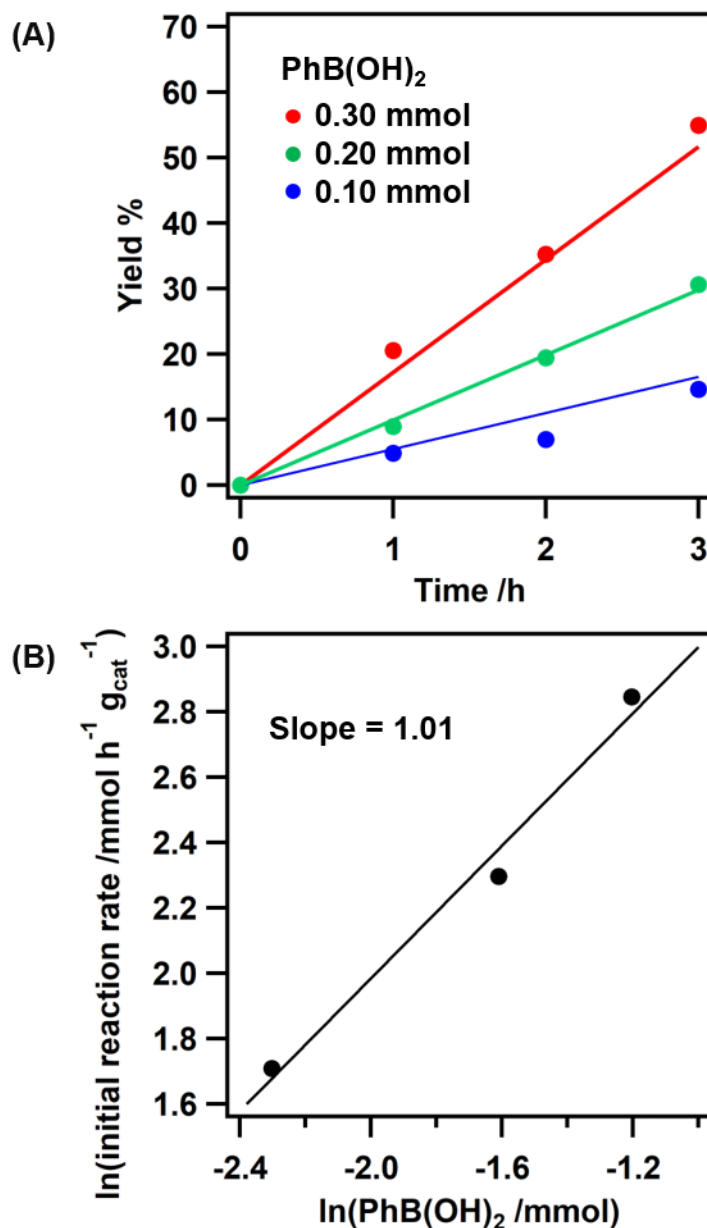 (A)
70
60
50
40
30
20
10
0
Yield %
PhB(OH)₂
0.30 mmol
0.20 mmol
0.10 mmol
0 1 2 3
Time /h
(B)
3.0
2.8
2.6
2.4
2.2
2.0
1.8
1.6
ln(initial reaction rate /mmol h⁻¹ g_cat⁻¹)
Slope = 1.01
-2.4 -2.0 -1.6 -1.2
ln(PhB(OH)₂ /mmol)